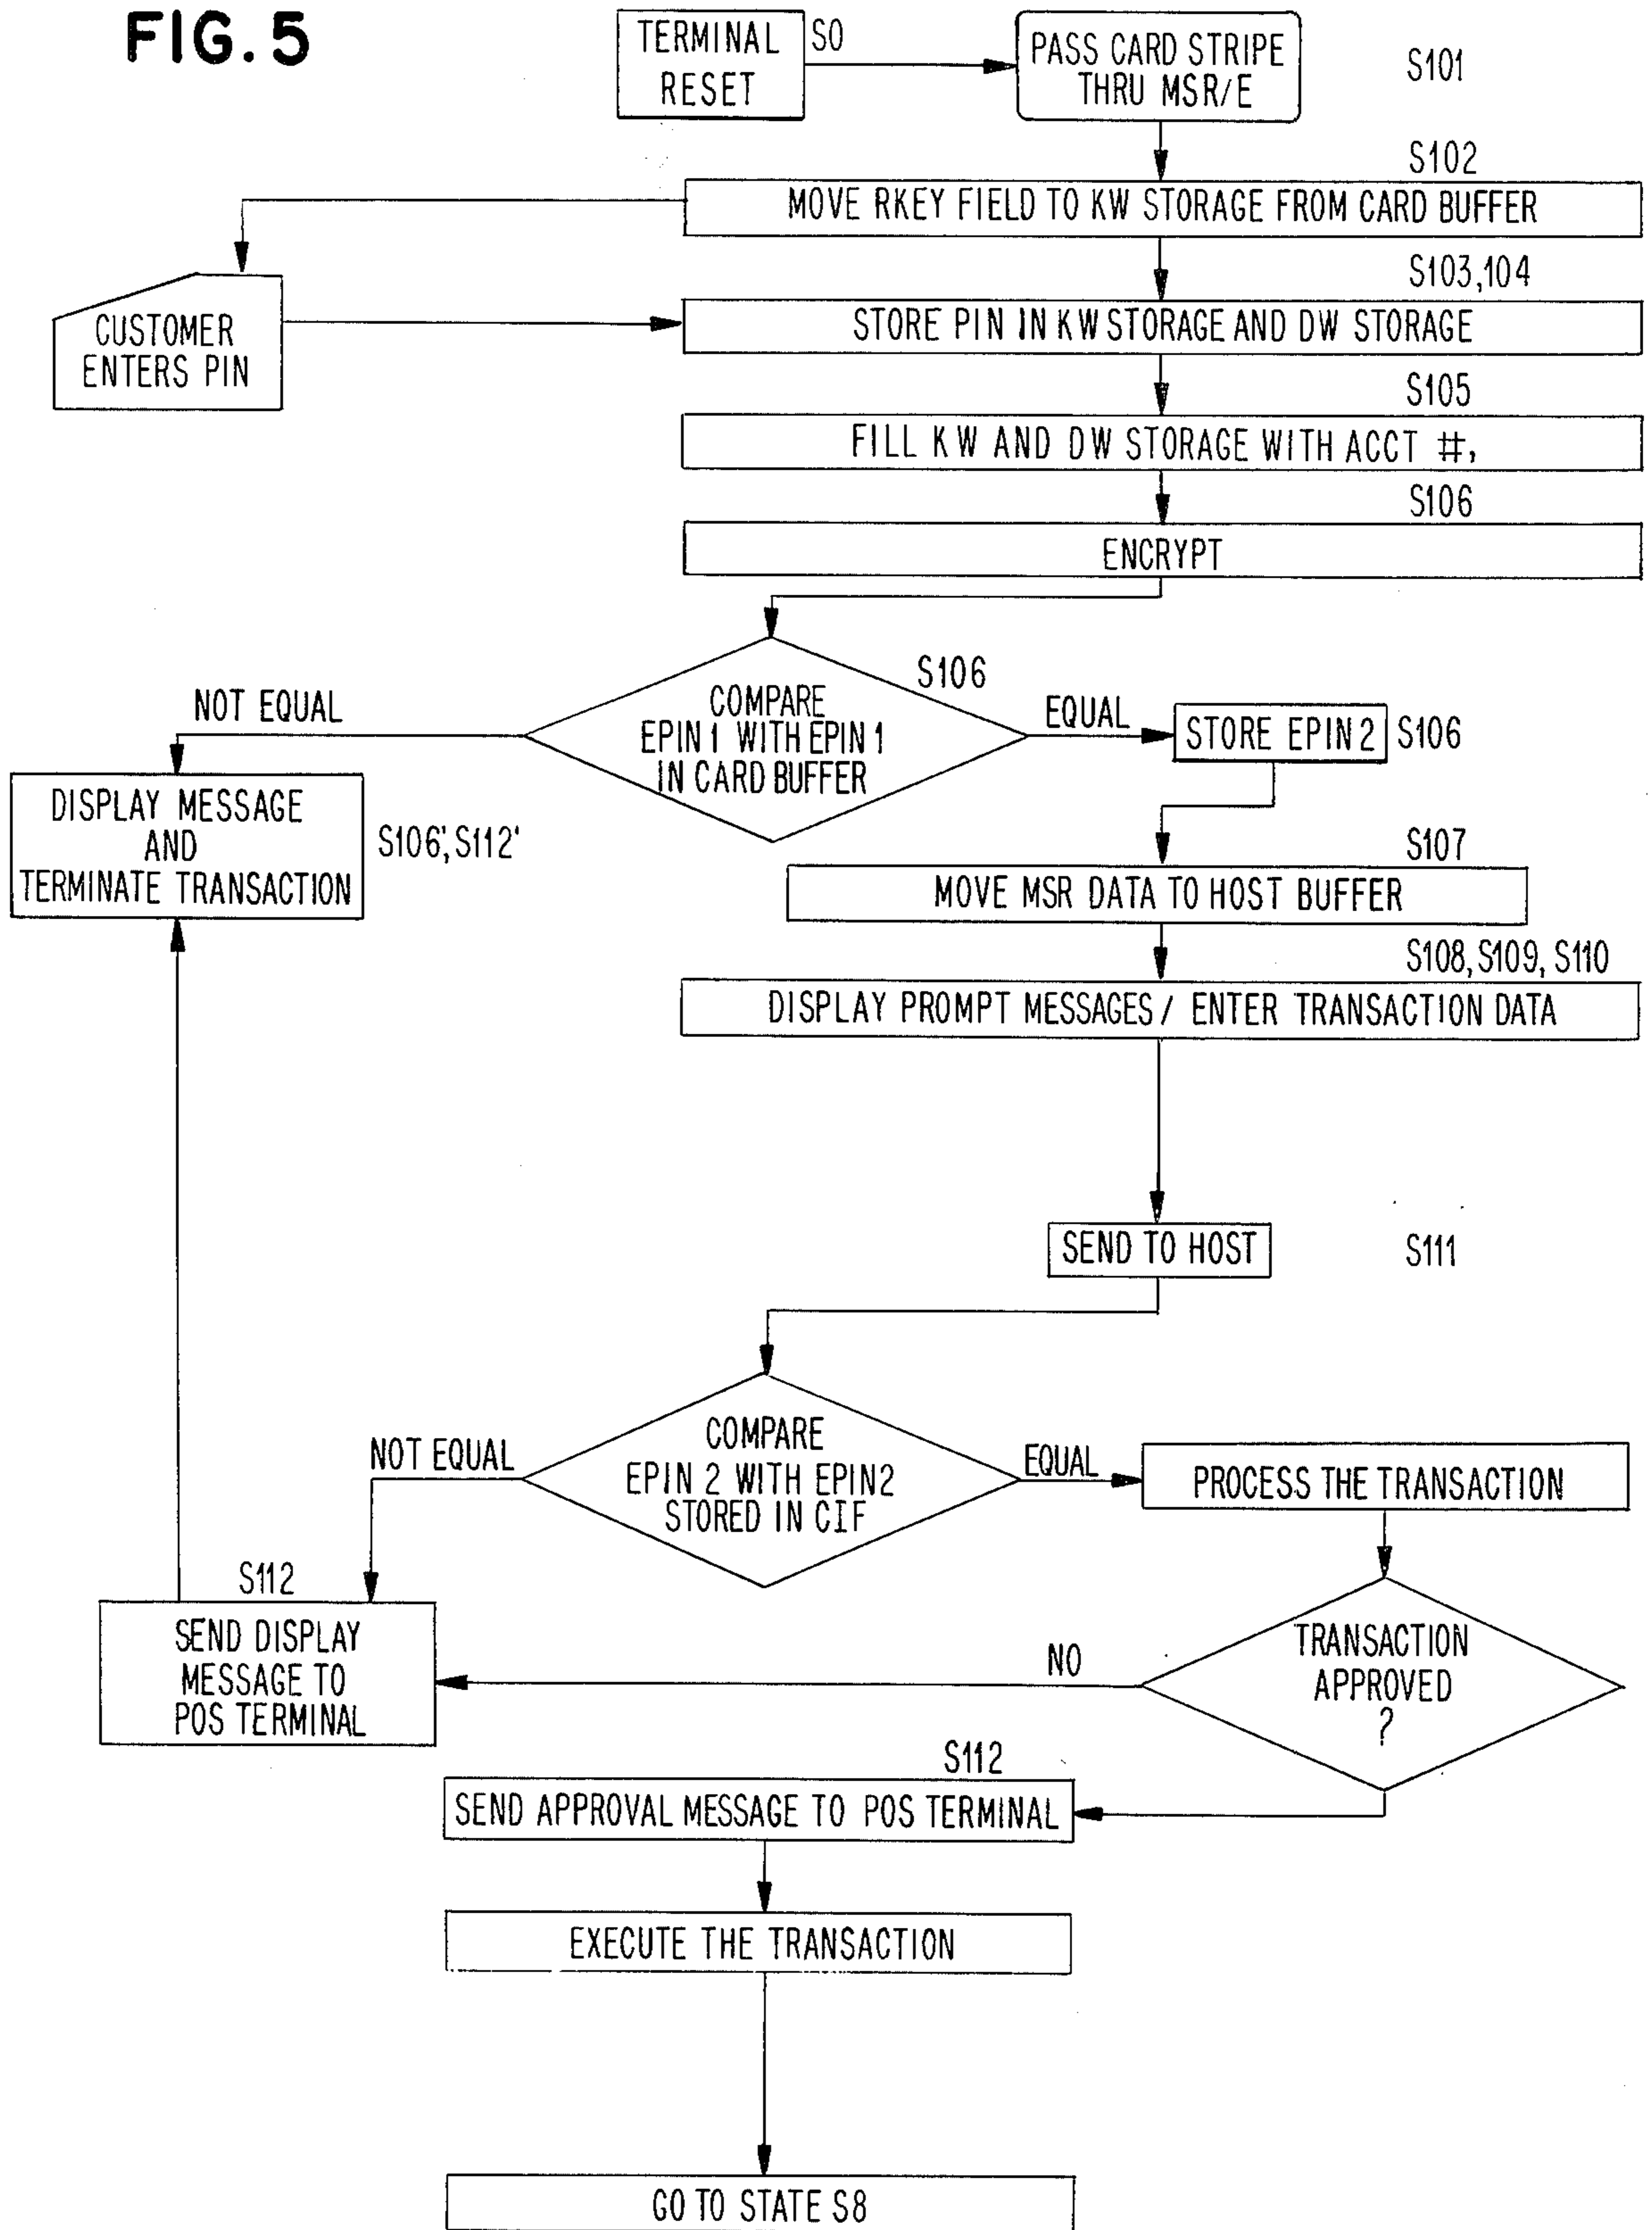 FIG. 5
TERMINAL
RESET
S0
PASS CARD STRIPE
THRU MSR/E
S101
S102
MOVE RKEY FIELD TO KW STORAGE FROM CARD BUFFER
S103,104
CUSTOMER
ENTERS PIN
STORE PIN IN KW STORAGE AND DW STORAGE
S105
FILL KW AND DW STORAGE WITH ACCT #,
S106
ENCRYPT
S106
COMPARE
EPIN 1 WITH EPIN 1
IN CARD BUFFER
NOT EQUAL
EQUAL
STORE EPIN 2
S106
DISPLAY MESSAGE
AND
TERMINATE TRANSACTION
S106', S112'
S107
MOVE MSR DATA TO HOST BUFFER
S108, S109, S110
DISPLAY PROMPT MESSAGES / ENTER TRANSACTION DATA
SEND TO HOST
S111
COMPARE
EPIN 2 WITH EPIN2
STORED IN CIF
NOT EQUAL
EQUAL
PROCESS THE TRANSACTION
S112
SEND DISPLAY
MESSAGE TO
POS TERMINAL
NO
TRANSACTION
APPROVED
?
S112
SEND APPROVAL MESSAGE TO POS TERMINAL
EXECUTE THE TRANSACTION
GO TO STATE S8